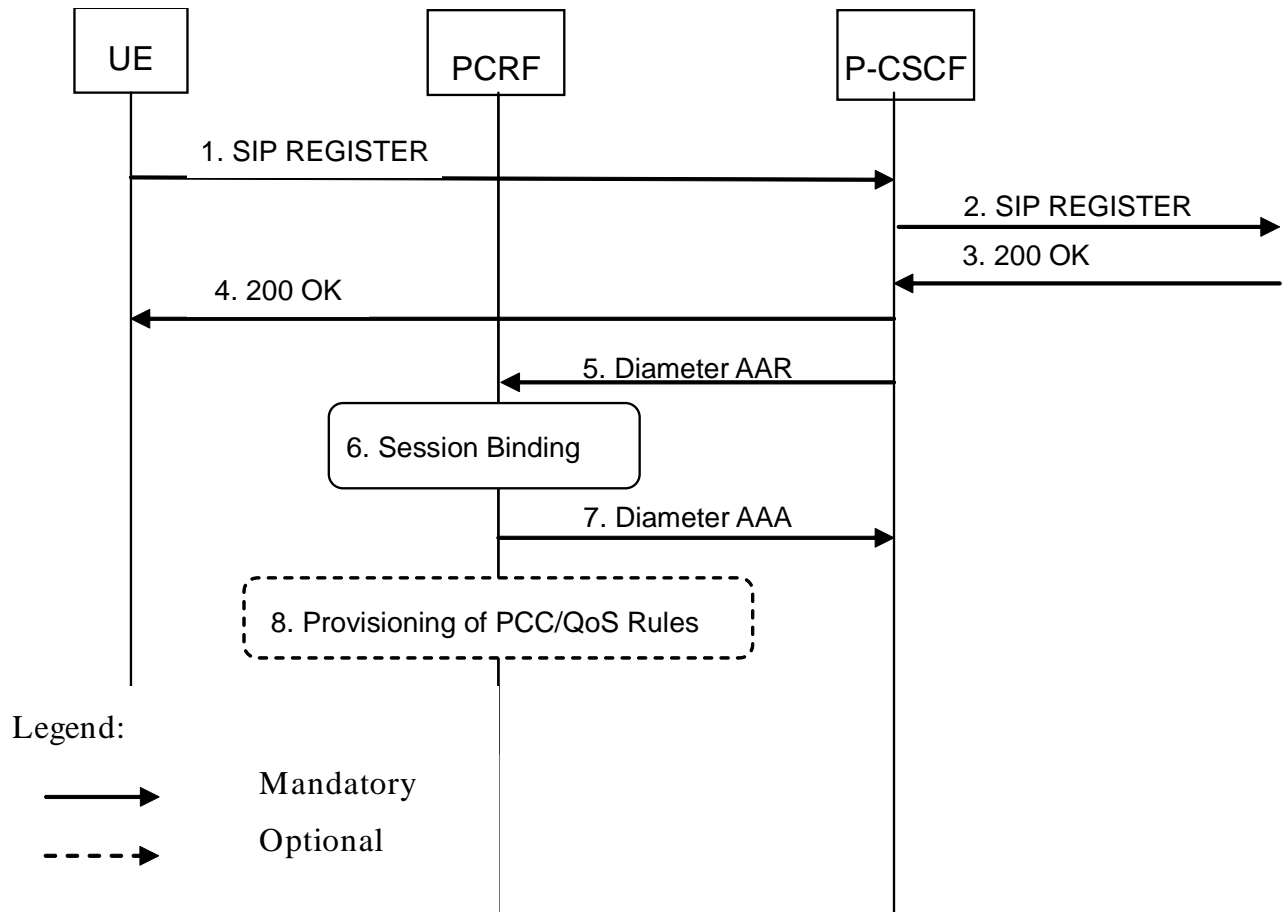 UE
PCRF
P-CSCF
1. SIP REGISTER
2. SIP REGISTER
3. 200 OK
4. 200 OK
5. Diameter AAR
6. Session Binding
7. Diameter AAA
8. Provisioning of PCC/QoS Rules
Legend:
Mandatory
Optional